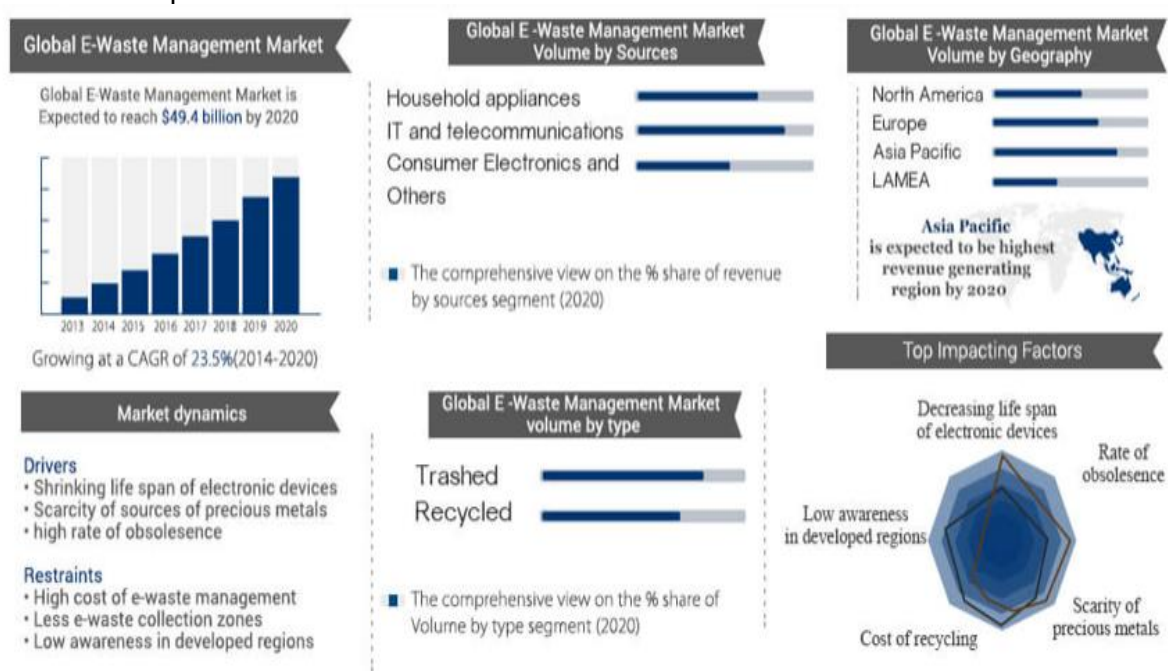 Global E-Waste Management Market
Global E-Waste Management Market is
Expected to reach $49.4 billion by 2020
2013 2014 2015 2016 2017 2018 2019 2020
Growing at a CAGR of 23.5%(2014-2020)
Global E -Waste Management Market
Volume by Sources
Household appliances
IT and telecommunications
Consumer Electronics and
Others
The comprehensive view on the % share of revenue
by sources segment (2020)
Global E -Waste Management Market
Volume by Geography
North America
Europe
Asia Pacific
LAMEA
Asia Pacific
is expected to be highest
revenue generating
region by 2020
Market dynamics
Drivers
• Shrinking life span of electronic devices
• Scarcity of sources of precious metals
• high rate of obsolesence
Restraints
• High cost of e-waste management
• Less e-waste collection zones
• Low awareness in developed regions
Global E -Waste Management Market
volume by type
Trashed
Recycled
The comprehensive view on the % share of
Volume by type segment (2020)
Top Impacting Factors
Decreasing life span
of electronic devices
Rate of
obsolesence
Low awareness
in developed regions
Scarity of
precious metals
Cost of recycling